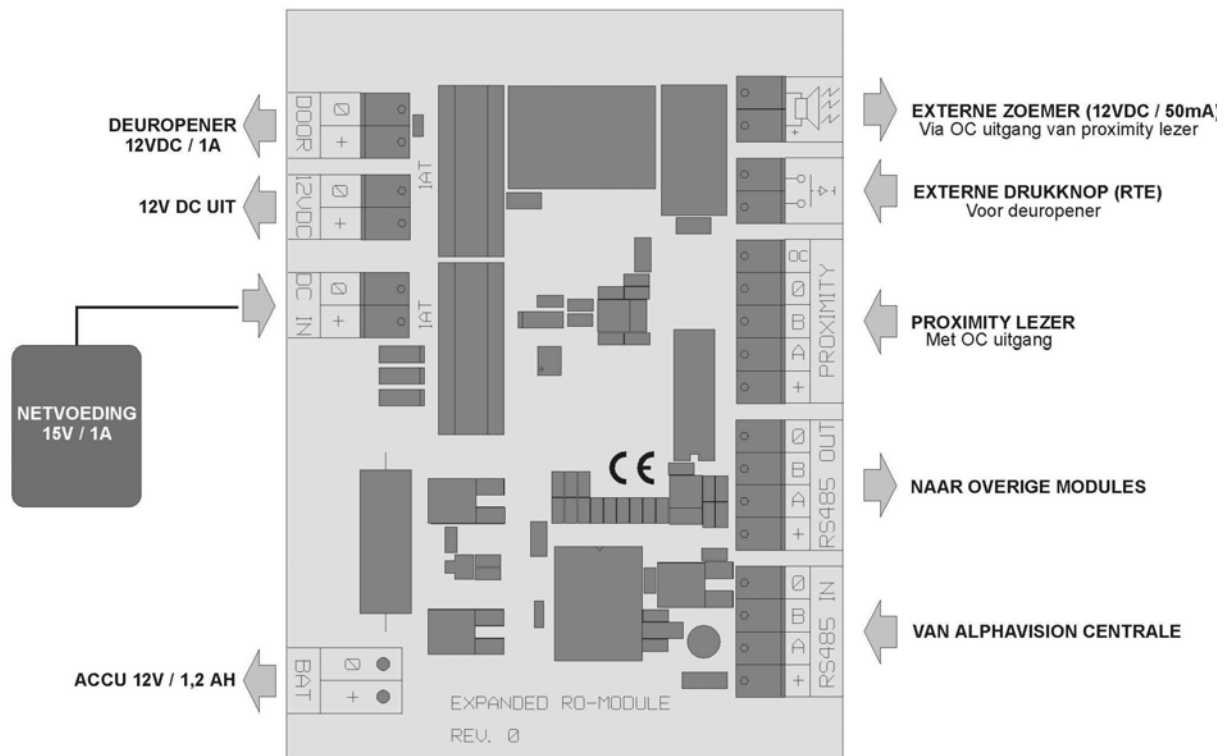 DEUROPENER
12VDC / 1A
12V DC UIT
NETVOEDING
15V / 1A
ACCU 12V / 1,2 AH
DOOR
Ø
+
1AT
12VDC
Ø
+
DC IN
Ø
+
1AT
BAT
Ø
+
CE
EXPANDED RO-MODULE
REV. 0
+
OC
Ø
B
A
+
PROXIMITY
Ø
B
A
+
RS485 OUT
Ø
B
A
+
RS485 IN
EXTERNE ZOEMER (12VDC / 50mA)
Via OC uitgang van proximity lezer
EXTERNE DRUKKNOP (RTE)
Voor deuropener
PROXIMITY LEZER
Met OC uitgang
NAAR OVERIGE MODULES
VAN ALPHAVISION CENTRALE